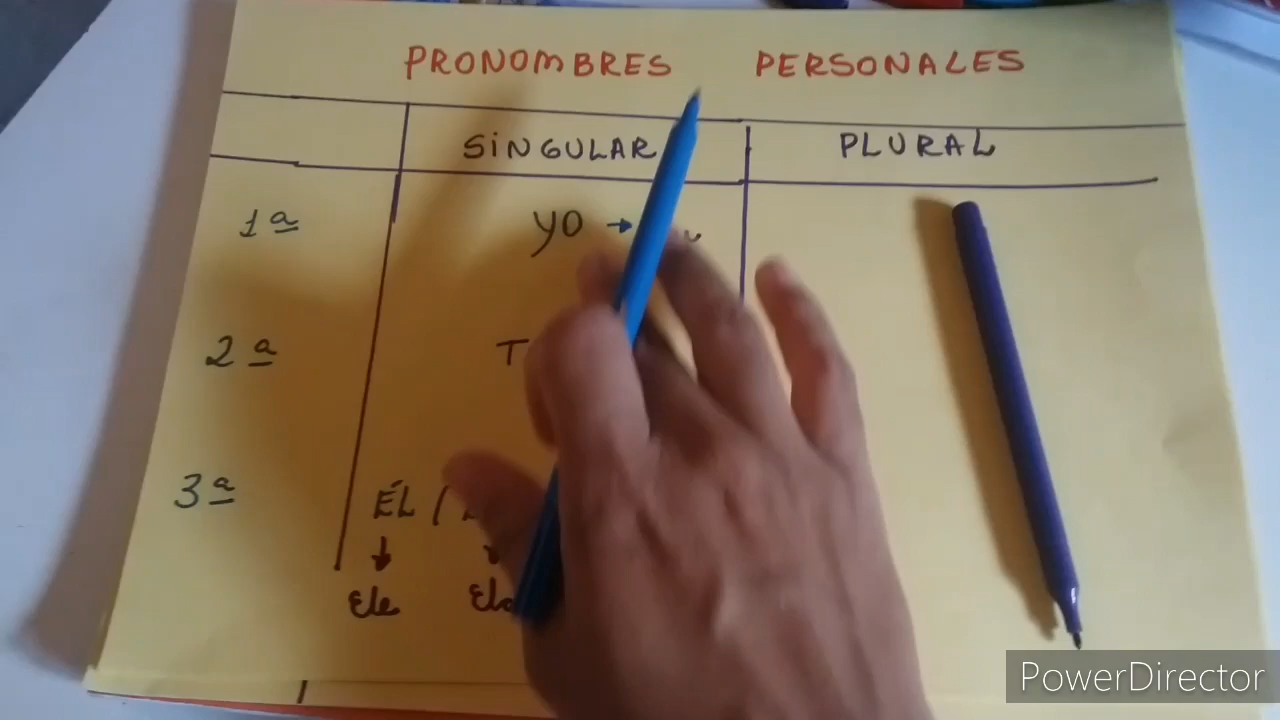 PRONOMBRES PERSONALES
SINGULAR PLURAL
1ª YO →
2ª
3ª ÉL /
Ele
PowerDirector